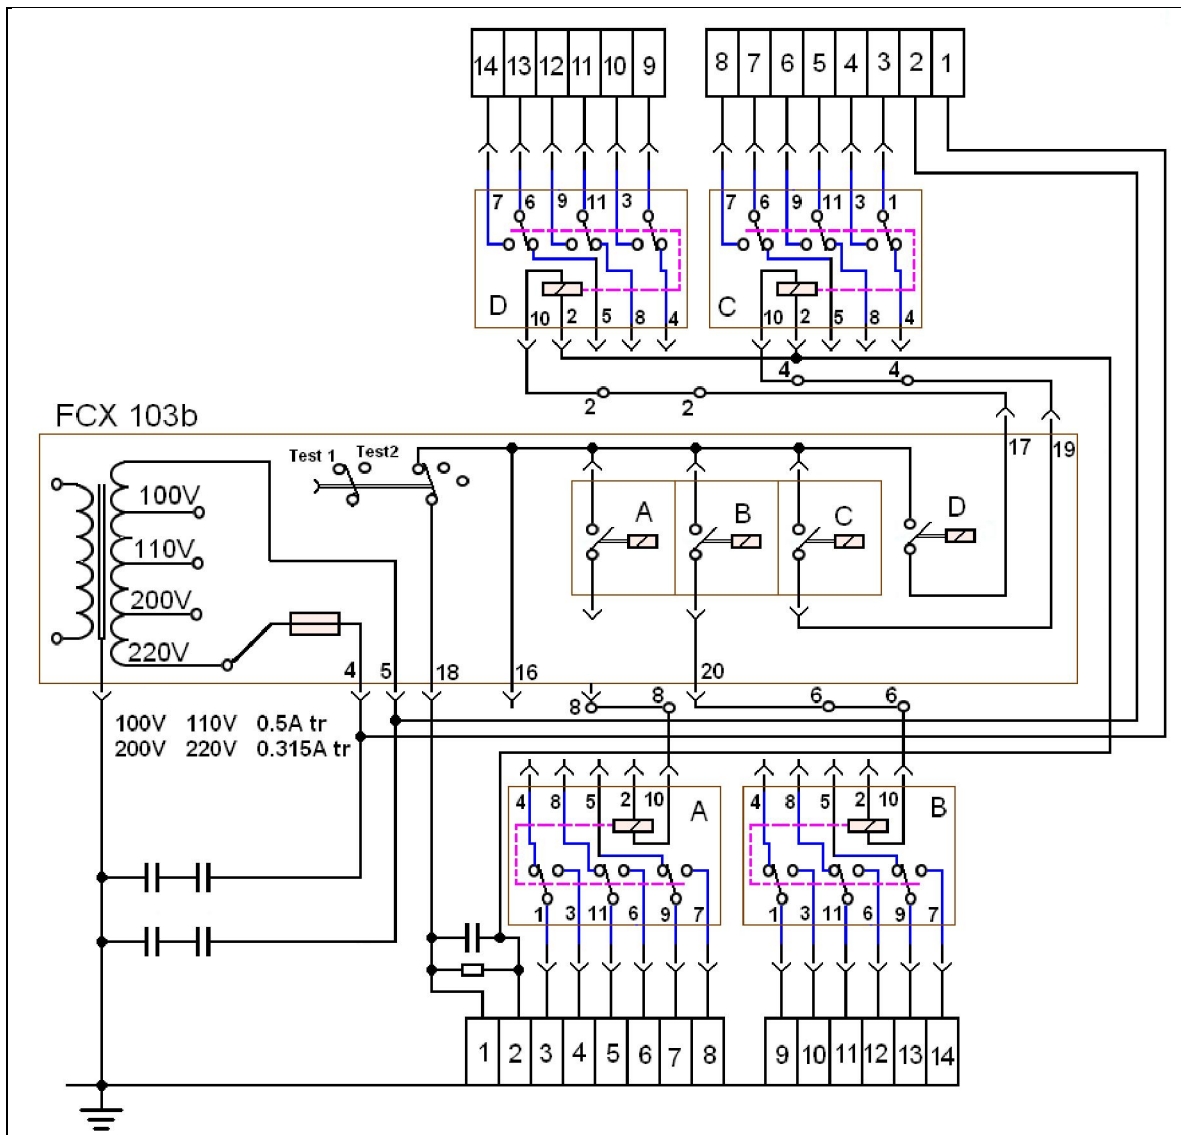 14 13 12 11 10 9 8 7 6 5 4 3 2 1
7 6 9 11 3 7 6 9 11 3 1
D C
10 2 5 8 4 10 2 5 8 4
4 4
2 2
FCX 103b
17 19
Test 1 Test2
100V
A B C D
110V
200V
220V
4 5 18 16 20
8 8 6 6
100V 110V 0.5A tr
200V 220V 0.315A tr
4 8 5 2 10 A 4 8 5 2 10 B
1 3 11 6 9 7 1 3 11 6 9 7
1 2 3 4 5 6 7 8 9 10 11 12 13 14